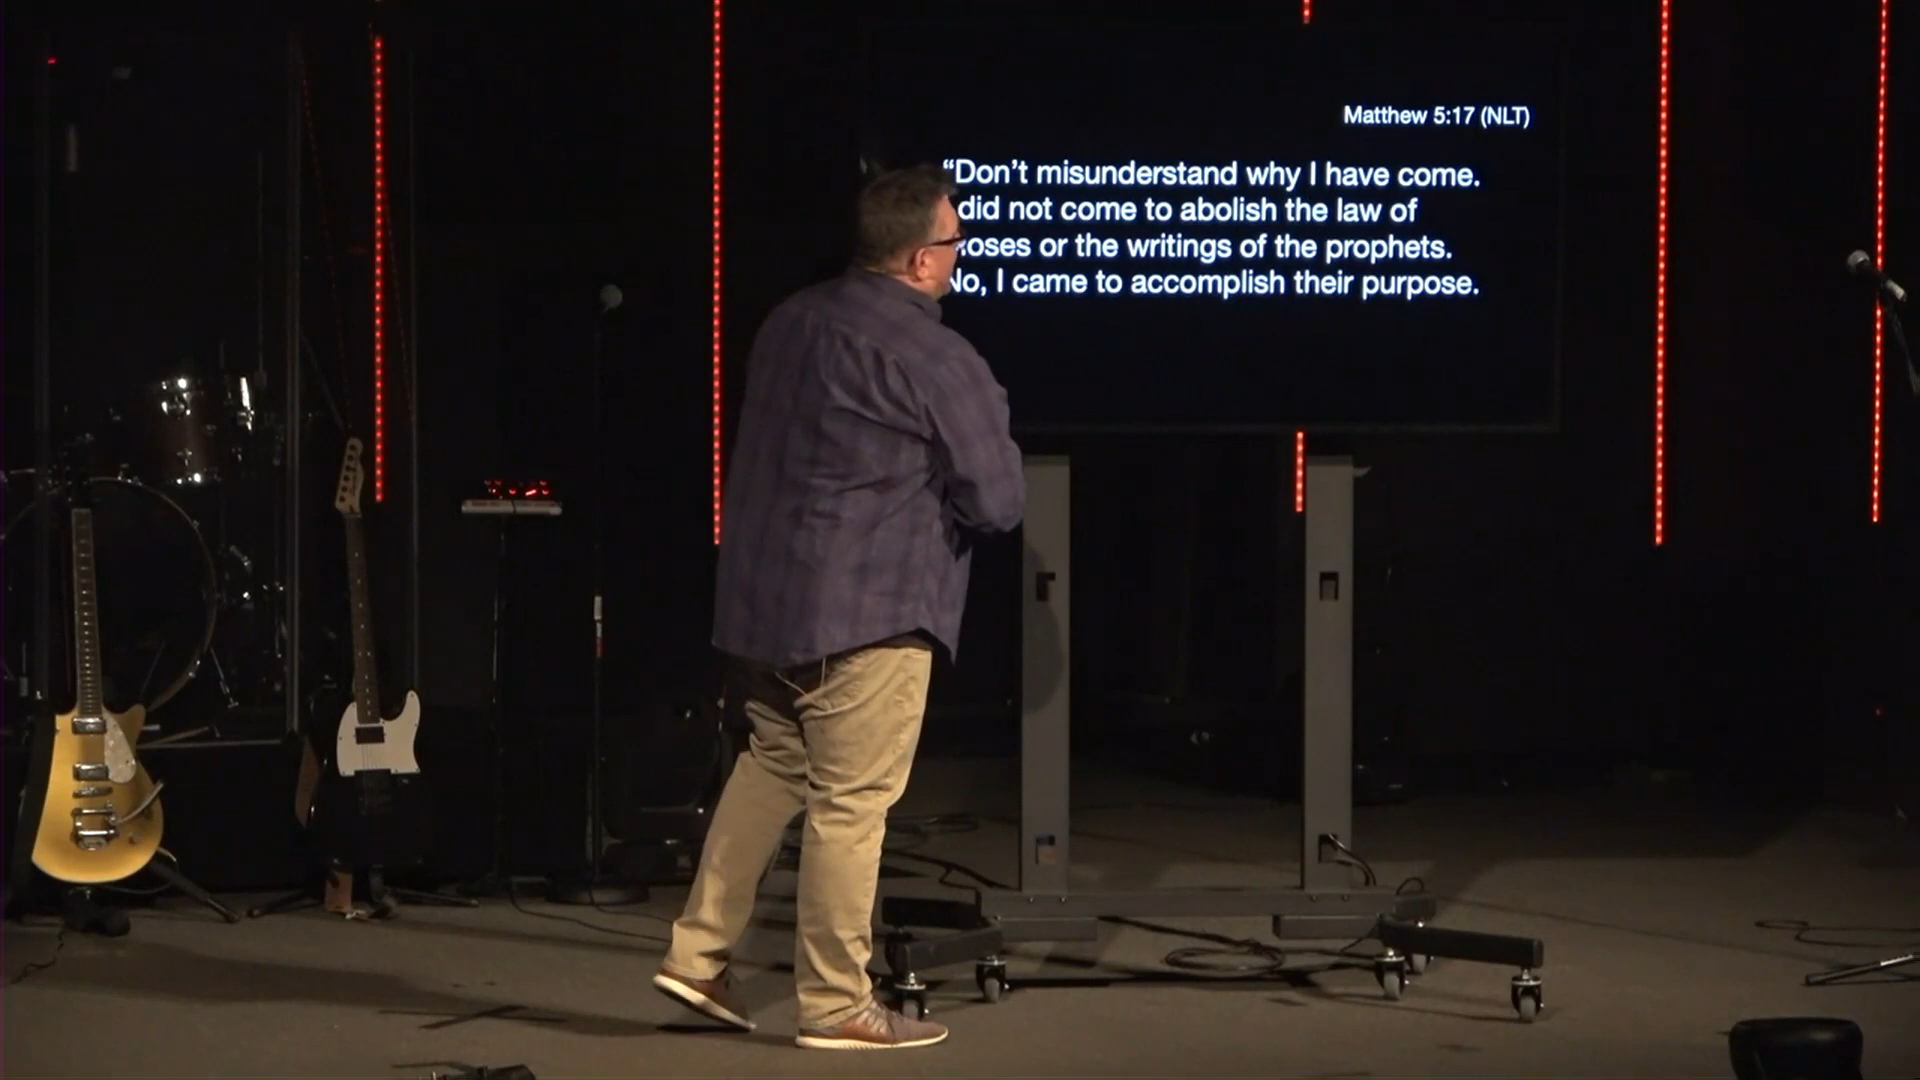 Matthew 5:17 (NLT)
“Don’t misunderstand why I have come.
did not come to abolish the law of
oses or the writings of the prophets.
No, I came to accomplish their purpose.